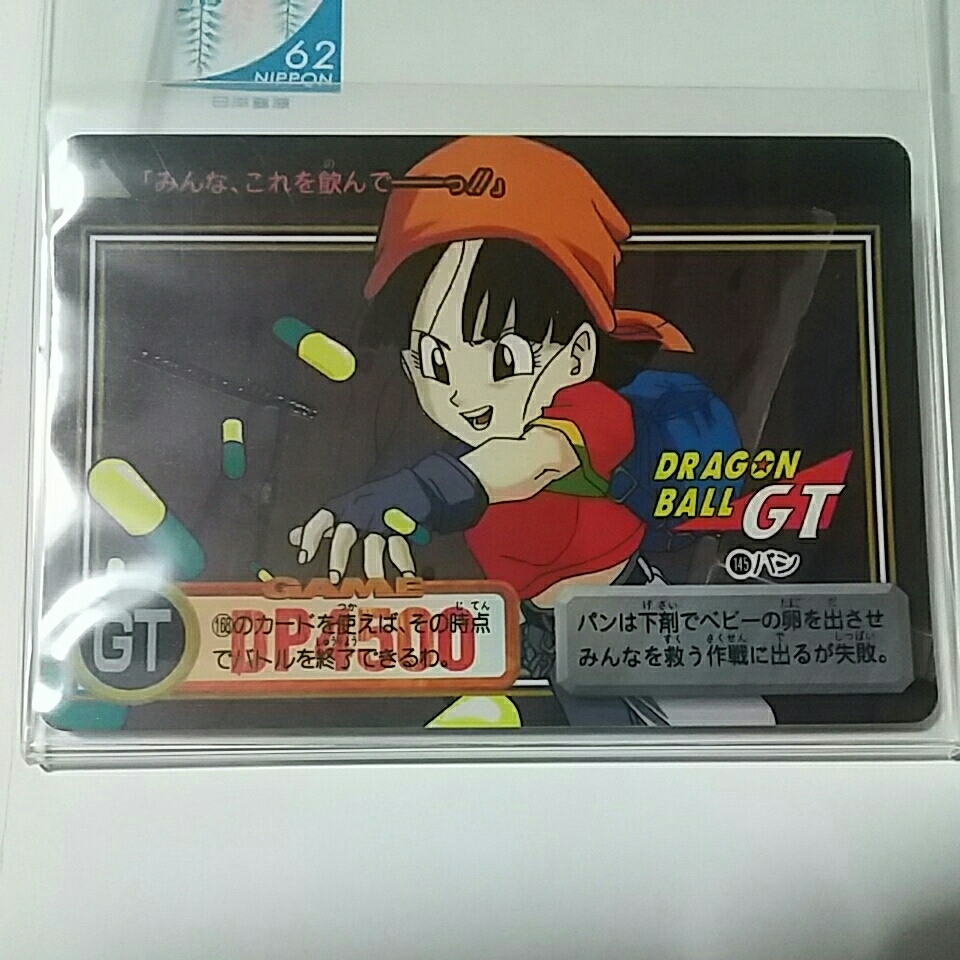 62
NIPPON
「みんな、これを飲んで――っ!!」
DRAGON
BALL
GT
145パン
GAME
GT
168のカードを使えば、その時点
でバトルを終了できるわ。
パンは下剤でベビーの卵を出させ
みんなを救う作戦に出るが失敗。